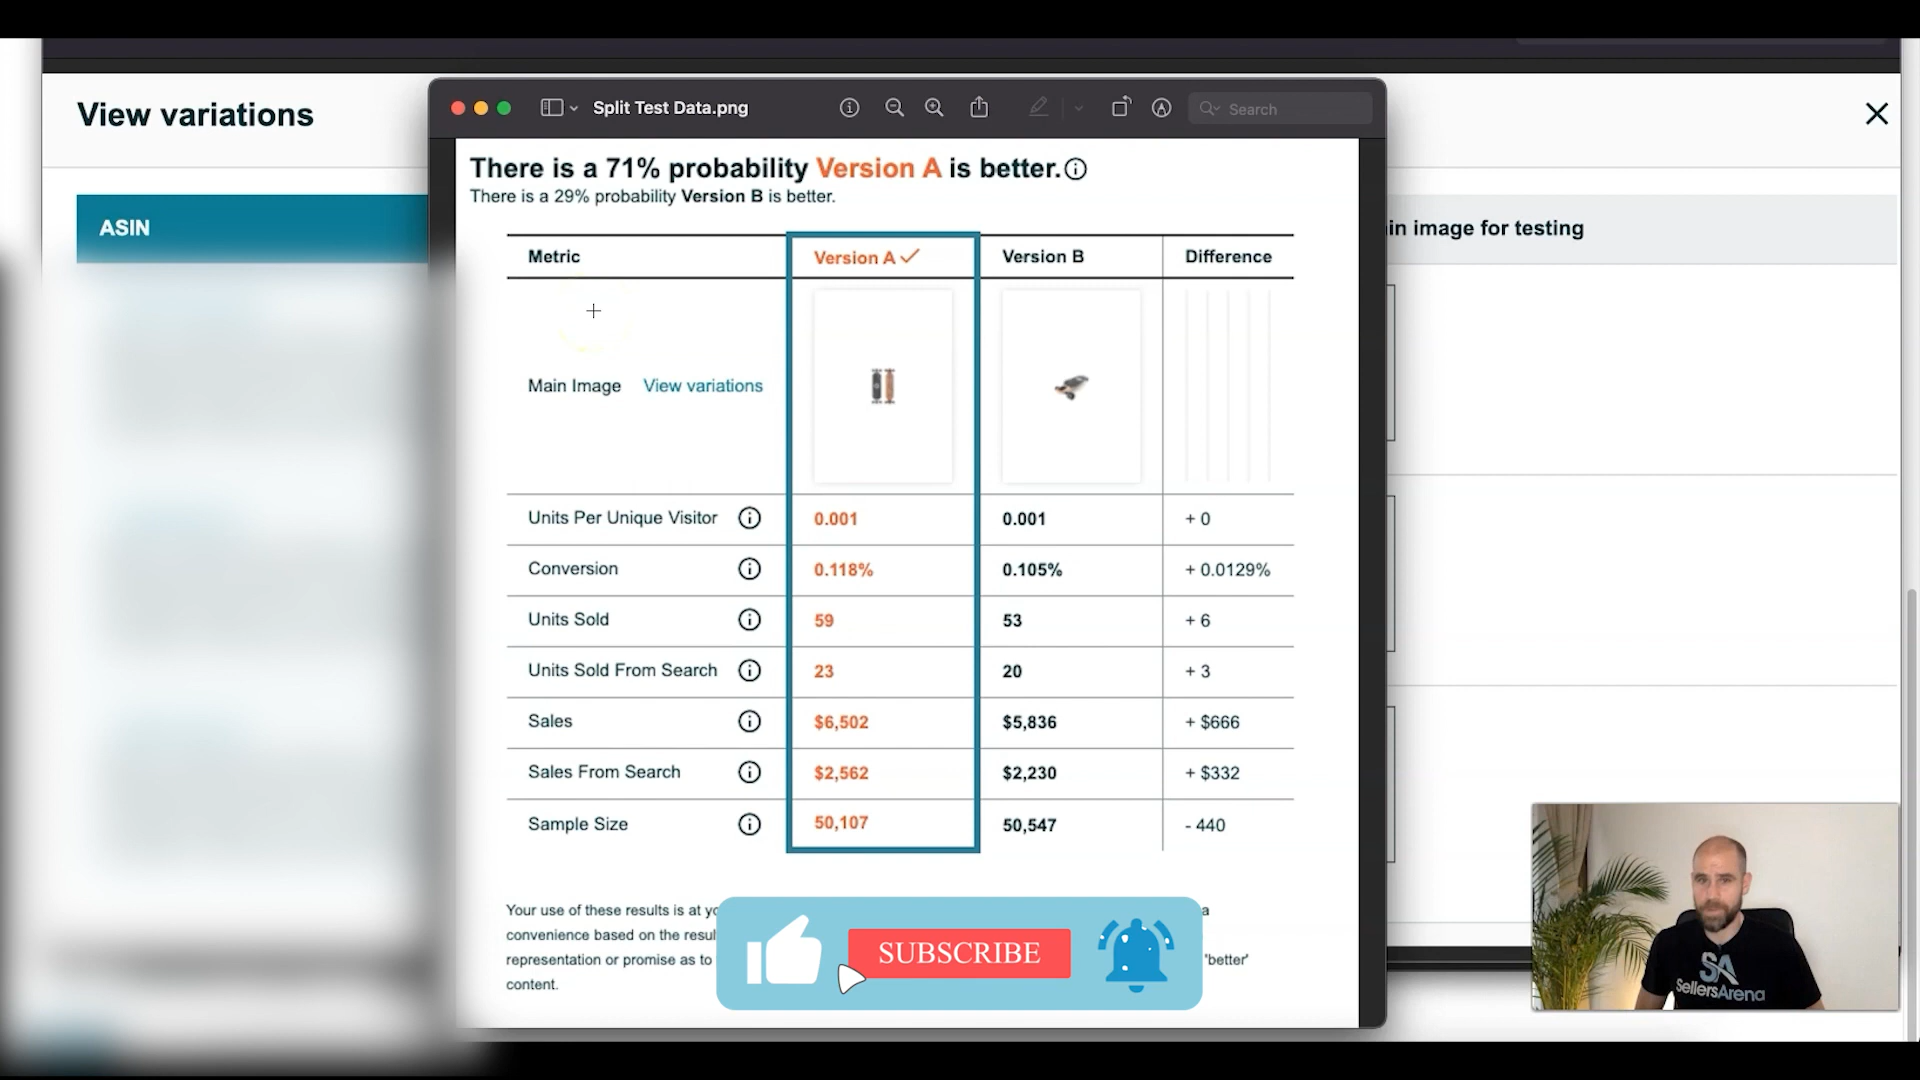 View variations
Split Test Data.png
Search
There is a 71% probability Version A is better.
There is a 29% probability Version B is better.
ASIN
in image for testing
Metric Version A Version B Difference
Main Image View variations
Units Per Unique Visitor 0.001 0.001 + 0
Conversion 0.118% 0.105% + 0.0129%
Units Sold 59 53 + 6
Units Sold From Search 23 20 + 3
Sales $6,502 $5,836 + $666
Sales From Search $2,562 $2,230 + $332
Sample Size 50,107 50,547 - 440
Your use of these results is at a
convenience based on the
representation or promise as to 'better'
content.
SUBSCRIBE
SA
SellersArena